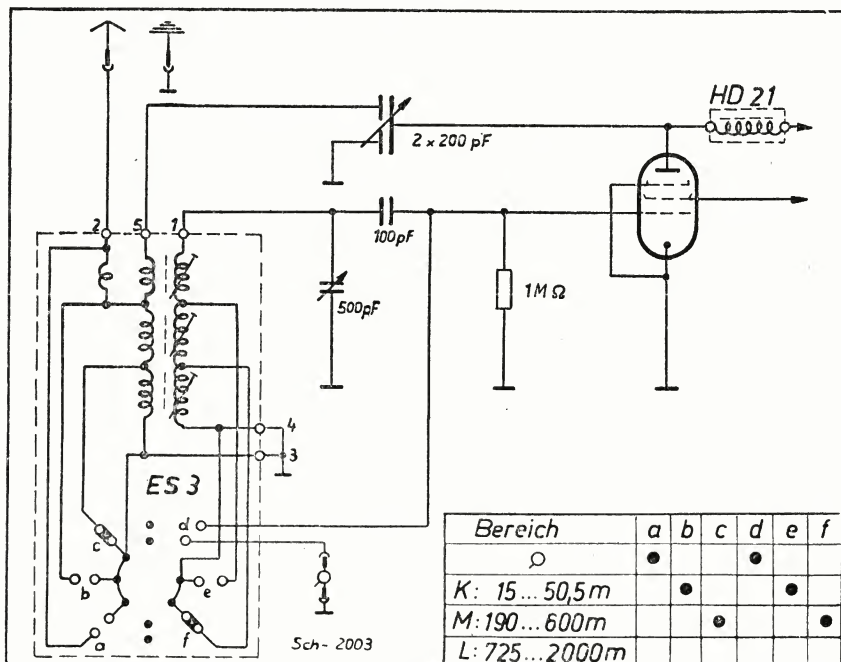 HD 21
2 x 200 pF
2 5 1
100pF
500pF
1MΩ
4
3
ES 3
d
c
b
e
a
f
Sch- 2003
Bereich a b c d e f
K: 15...50,5m
M: 190...600m
L: 725...2000m